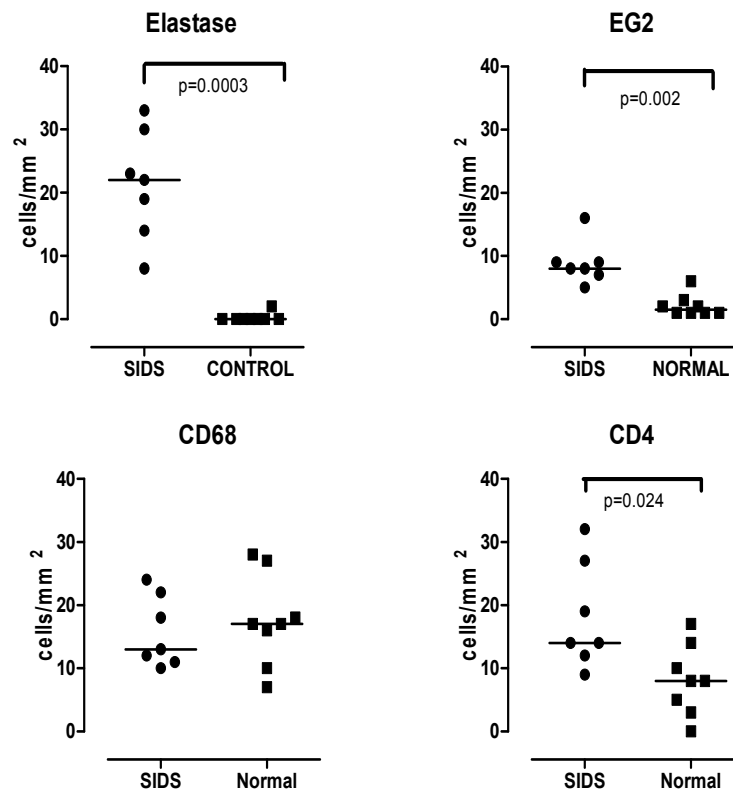 Elastase
40
30
20
10
0
cells/mm 2
p=0.0003
SIDS CONTROL
EG2
40
30
20
10
0
cells/mm 2
p=0.002
SIDS NORMAL
CD68
40
30
20
10
0
cells/mm 2
SIDS Normal
CD4
40
30
20
10
0
cells/mm 2
p=0.024
SIDS Normal